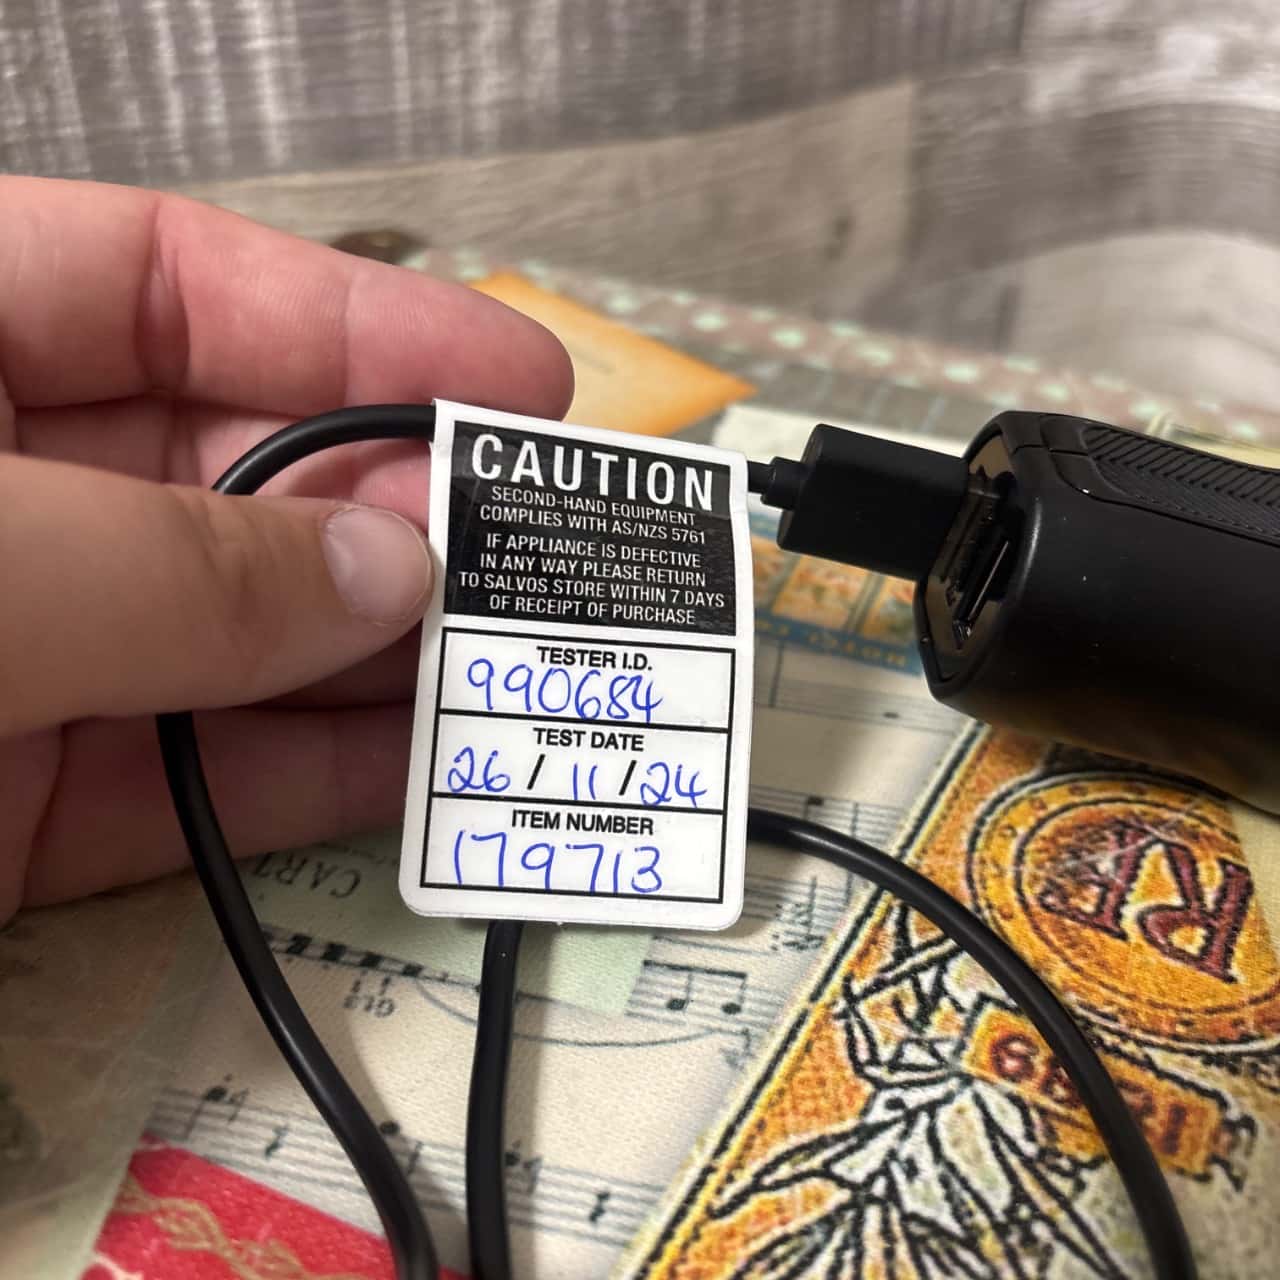 CAUTION
SECOND-HAND EQUIPMENT
COMPLIES WITH AS/NZS 5761
IF APPLIANCE IS DEFECTIVE
IN ANY WAY PLEASE RETURN
TO SALVOS STORE WITHIN 7 DAYS
OF RECEIPT OF PURCHASE
TESTER I.D.
990684
TEST DATE
26 / 11 / 24
ITEM NUMBER
179713